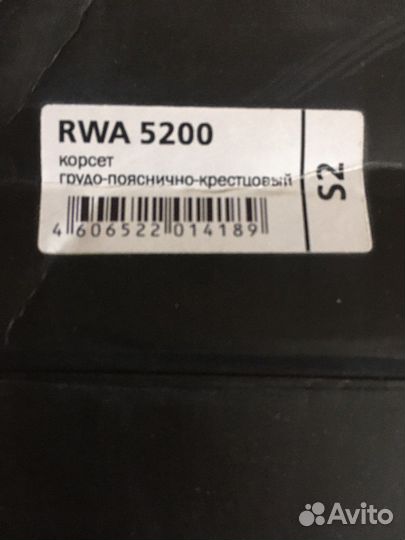 RWA 5200
корсет
грудо-пояснично-крестцовый
S2
4 606522 014189
Avito